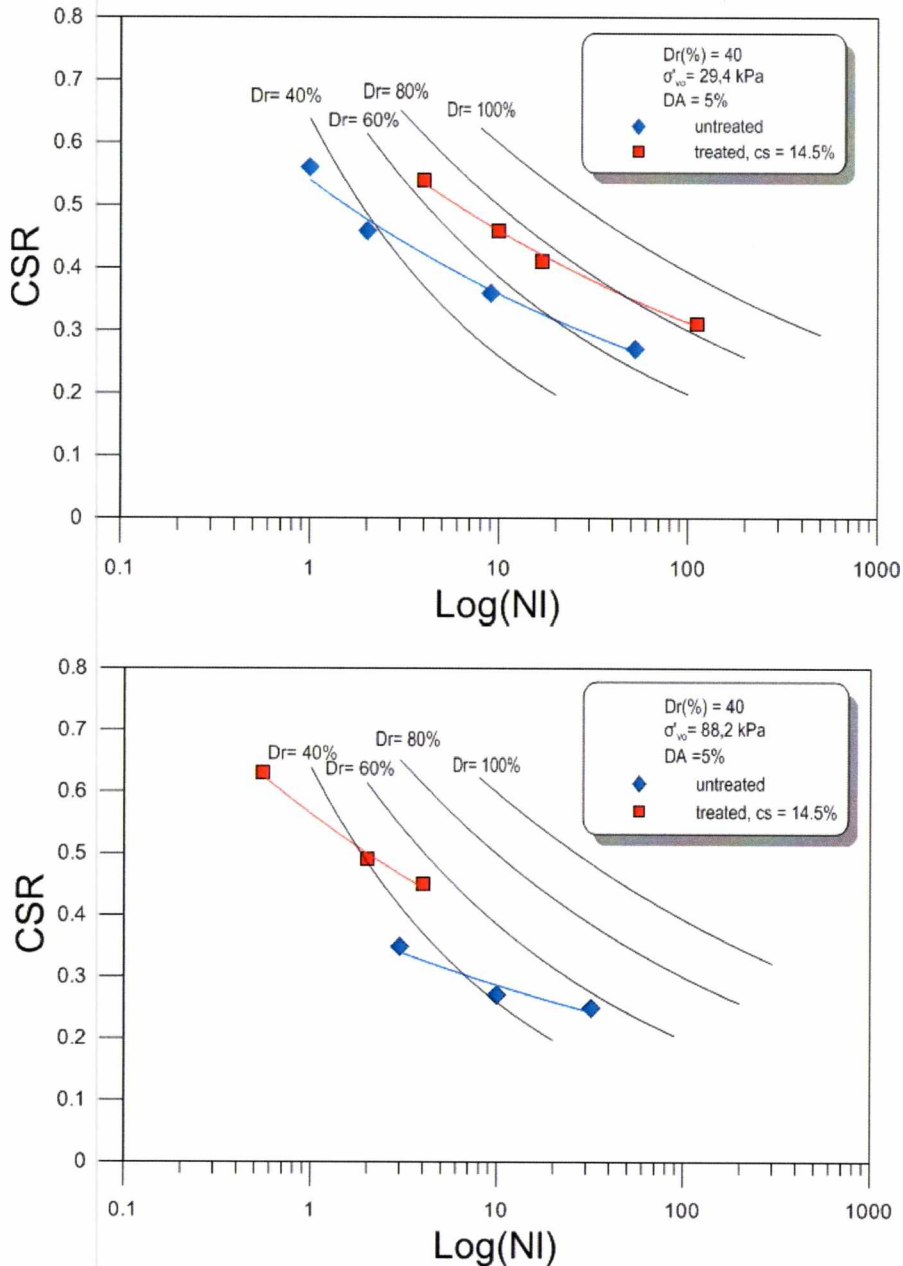 0.8
0.7
0.6
0.5
0.4
0.3
0.2
0.1
0
CSR
Dr= 40%
Dr= 80%
Dr= 60%
Dr= 100%
Dr(%) = 40
σ'vo= 29,4 kPa
DA = 5%
untreated
treated, cs = 14.5%
0.1 1 10 100 1000
Log(Nl)
0.8
0.7
0.6
0.5
0.4
0.3
0.2
0.1
0
CSR
Dr= 40%
Dr= 80%
Dr= 60%
Dr= 100%
Dr(%) = 40
σ'vo= 88,2 kPa
DA =5%
untreated
treated, cs = 14.5%
0.1 1 10 100 1000
Log(Nl)